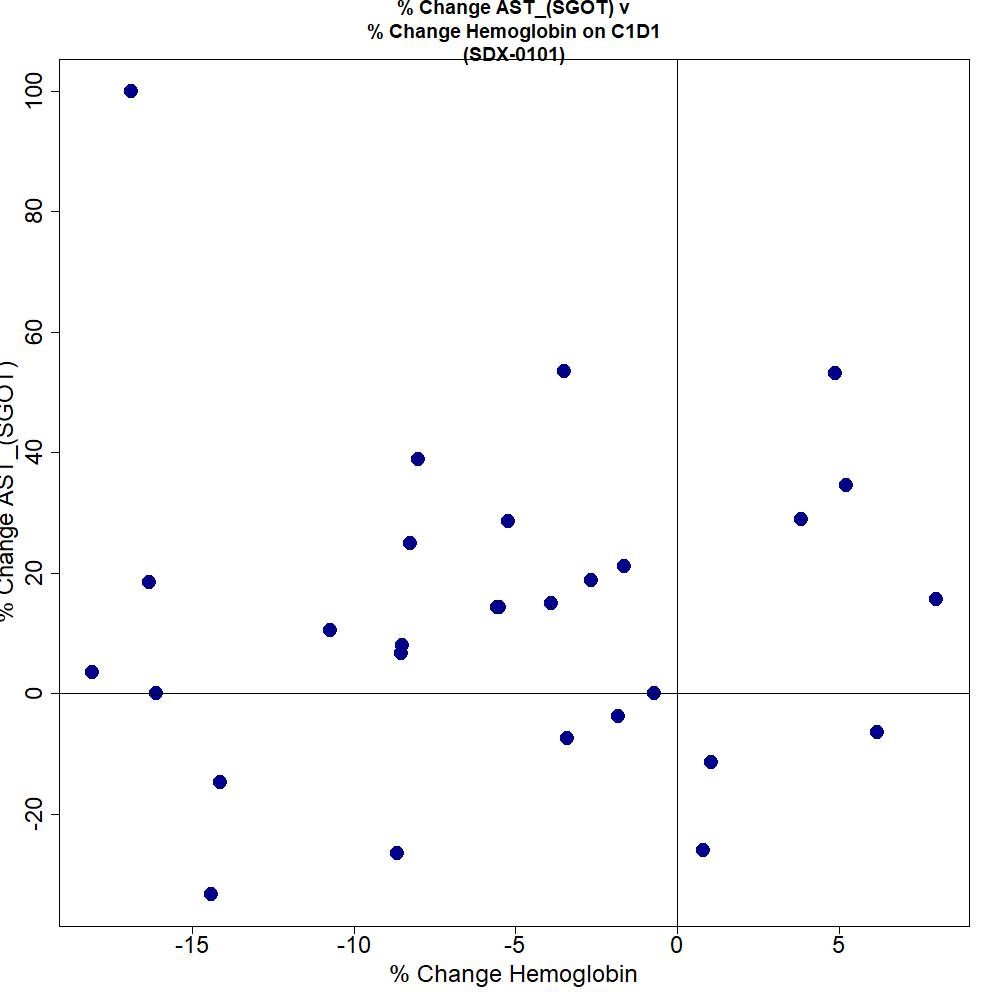 % Change AST_(SGOT) v
% Change Hemoglobin on C1D1
(SDX-0101)
% Change AST_(SGOT)
100
80
60
40
20
0
-20
-15
-10
-5
0
5
% Change Hemoglobin